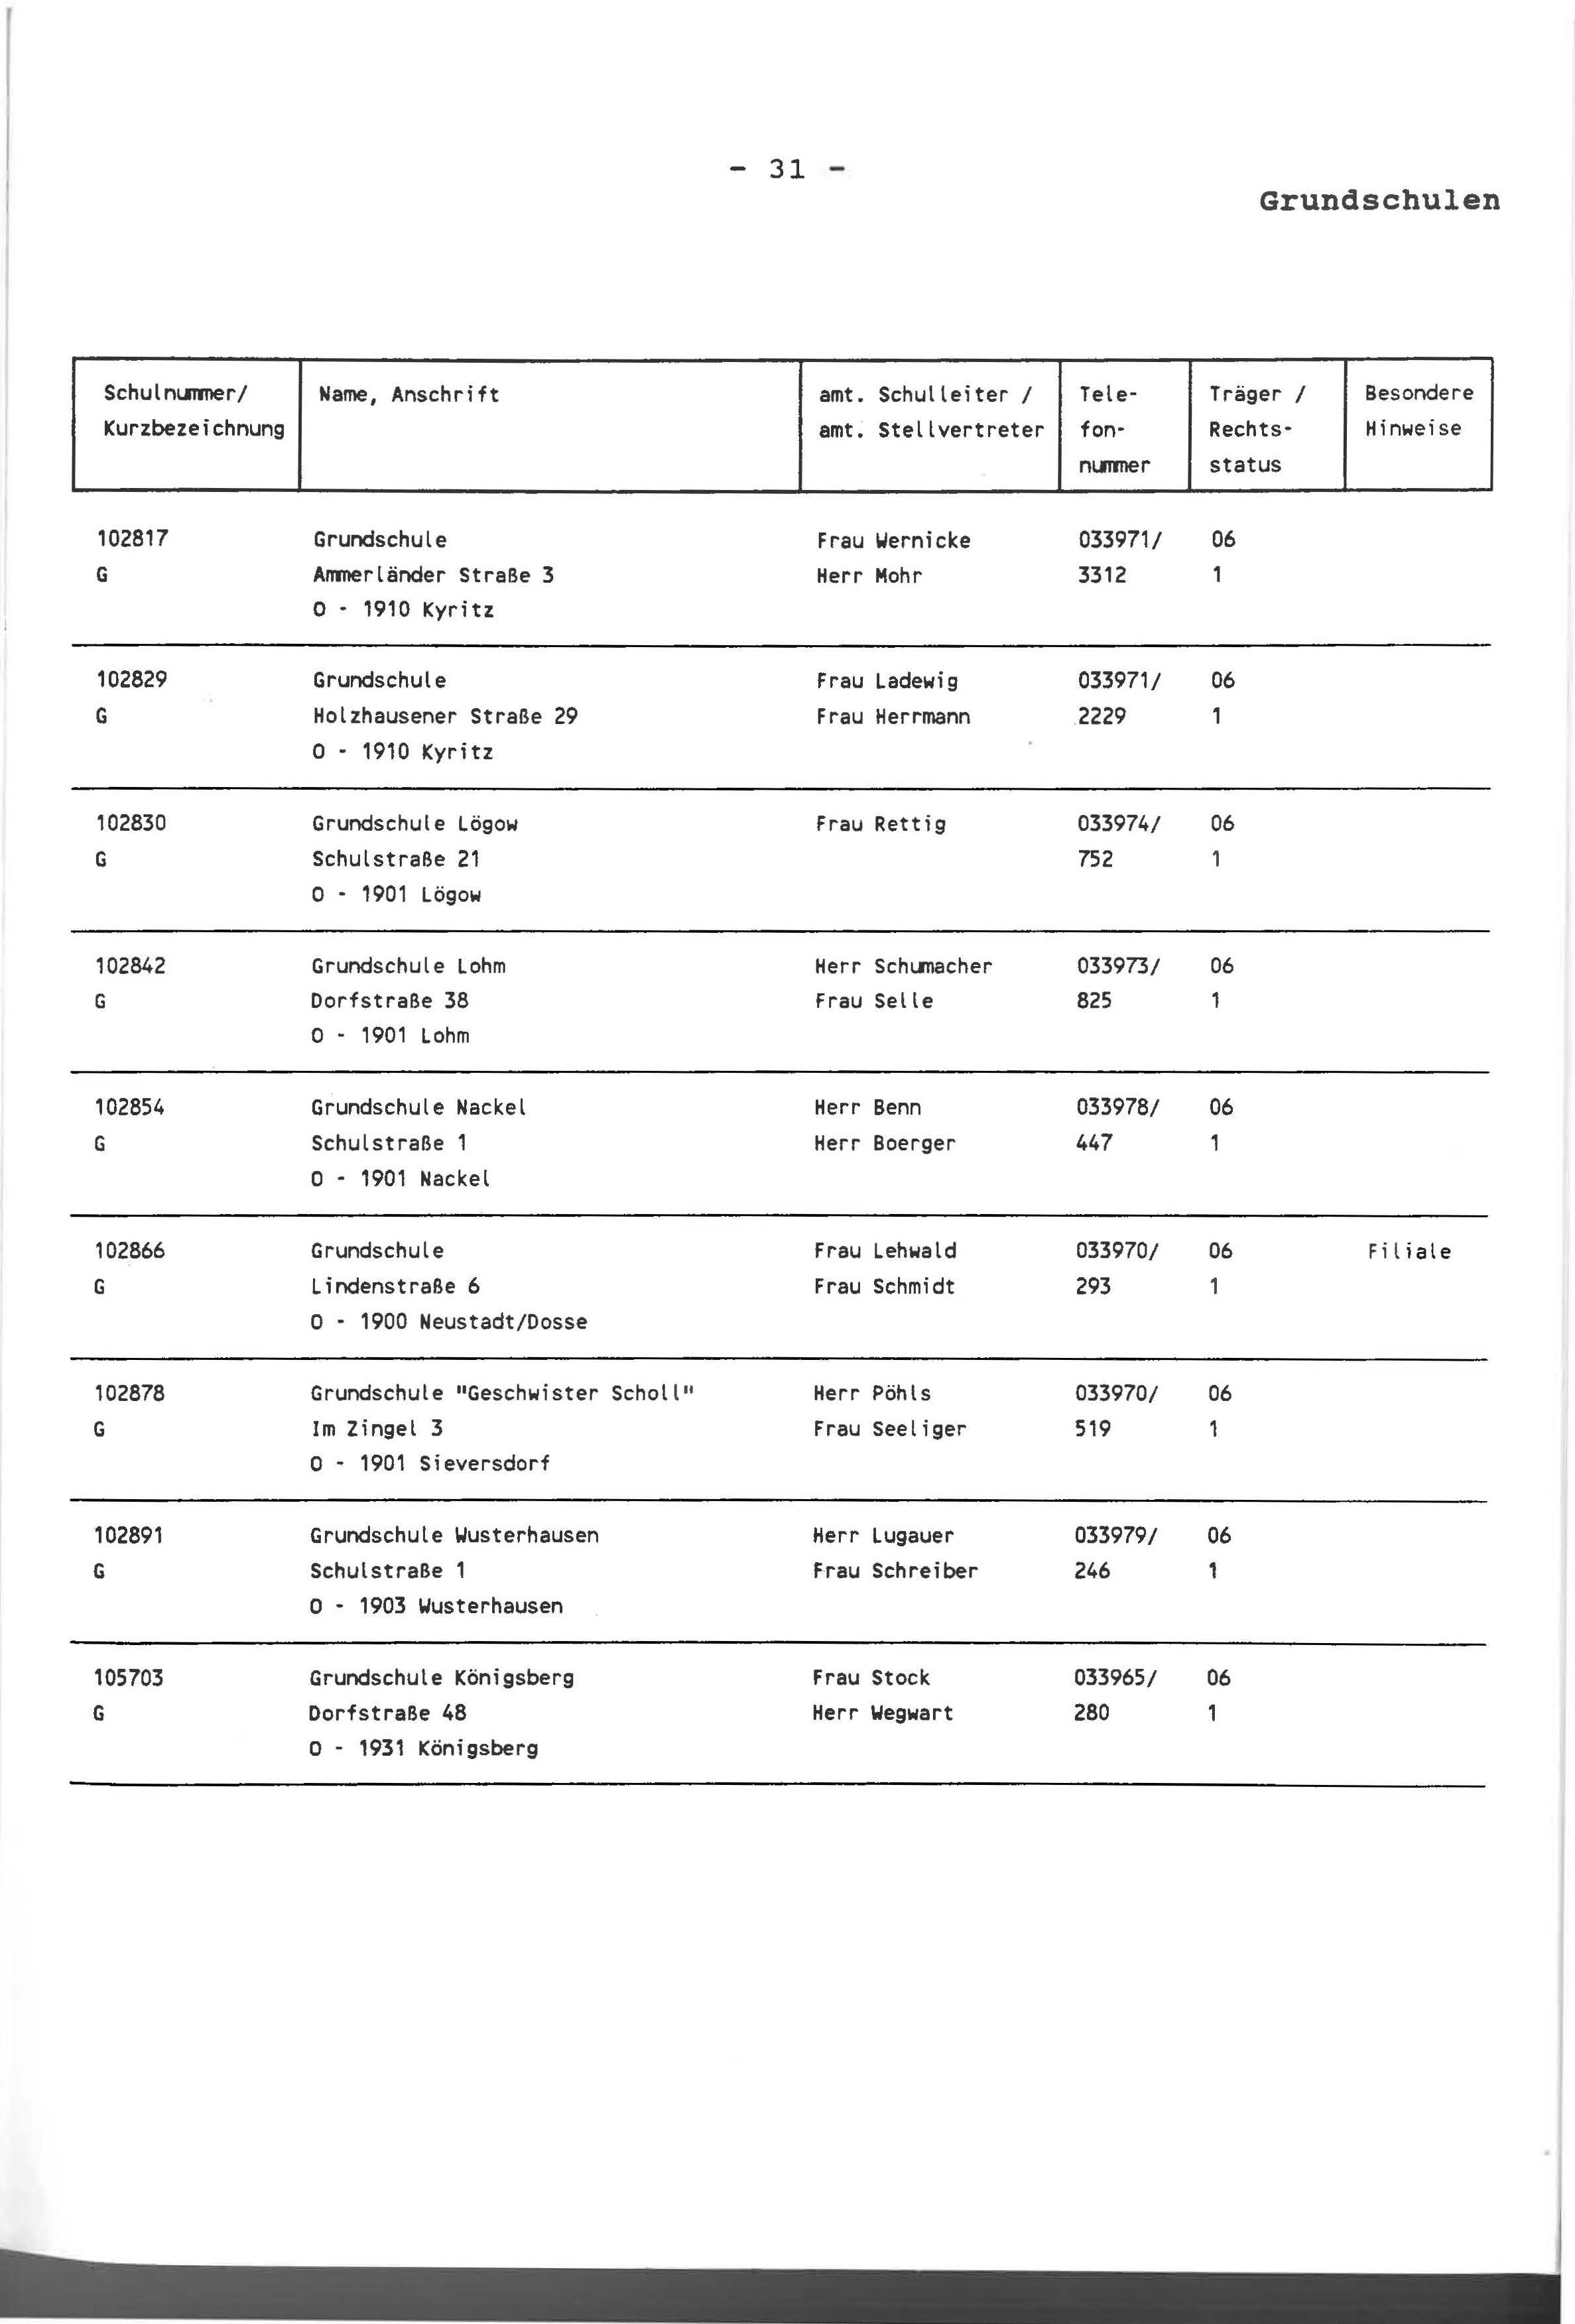 - 31 -
Grundschulen
Schulnummer/ Name, Anschrift amt. Schulleiter / Tele- Träger / Besondere
Kurzbezeichnung amt. Stellvertreter fon- Rechts- Hinweise
nummer status
102817 Grundschule Frau Wernicke 033971/ 06
G Ammerländer Straße 3 Herr Mohr 3312 1
O - 1910 Kyritz
102829 Grundschule Frau Ladewig 033971/ 06
G Holzhausener Straße 29 Frau Herrmann 2229 1
O - 1910 Kyritz
102830 Grundschule Lögow Frau Rettig 033974/ 06
G Schulstraße 21 752 1
O - 1901 Lögow
102842 Grundschule Lohm Herr Schumacher 033973/ 06
G Dorfstraße 38 Frau Selle 825 1
O - 1901 Lohm
102854 Grundschule Nackel Herr Benn 033978/ 06
G Schulstraße 1 Herr Boerger 447 1
O - 1901 Nackel
102866 Grundschule Frau Lehwald 033970/ 06 Filiale
G Lindenstraße 6 Frau Schmidt 293 1
O - 1900 Neustadt/Dosse
102878 Grundschule "Geschwister Scholl" Herr Pöhls 033970/ 06
G Im Zingel 3 Frau Seeliger 519 1
O - 1901 Sieversdorf
102891 Grundschule Wusterhausen Herr Lugauer 033979/ 06
G Schulstraße 1 Frau Schreiber 246 1
O - 1903 Wusterhausen
105703 Grundschule Königsberg Frau Stock 033965/ 06
G Dorfstraße 48 Herr Wegwart 280 1
O - 1931 Königsberg